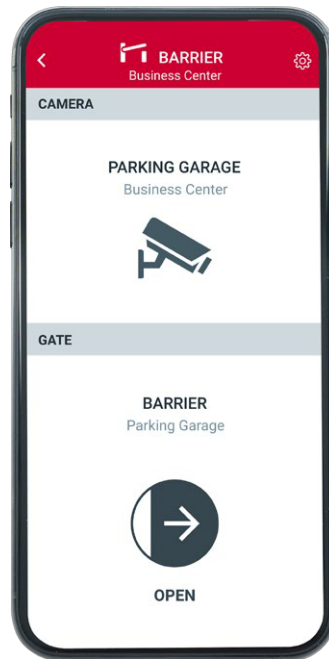 BARRIER
Business Center
CAMERA
PARKING GARAGE
Business Center
GATE
BARRIER
Parking Garage
OPEN